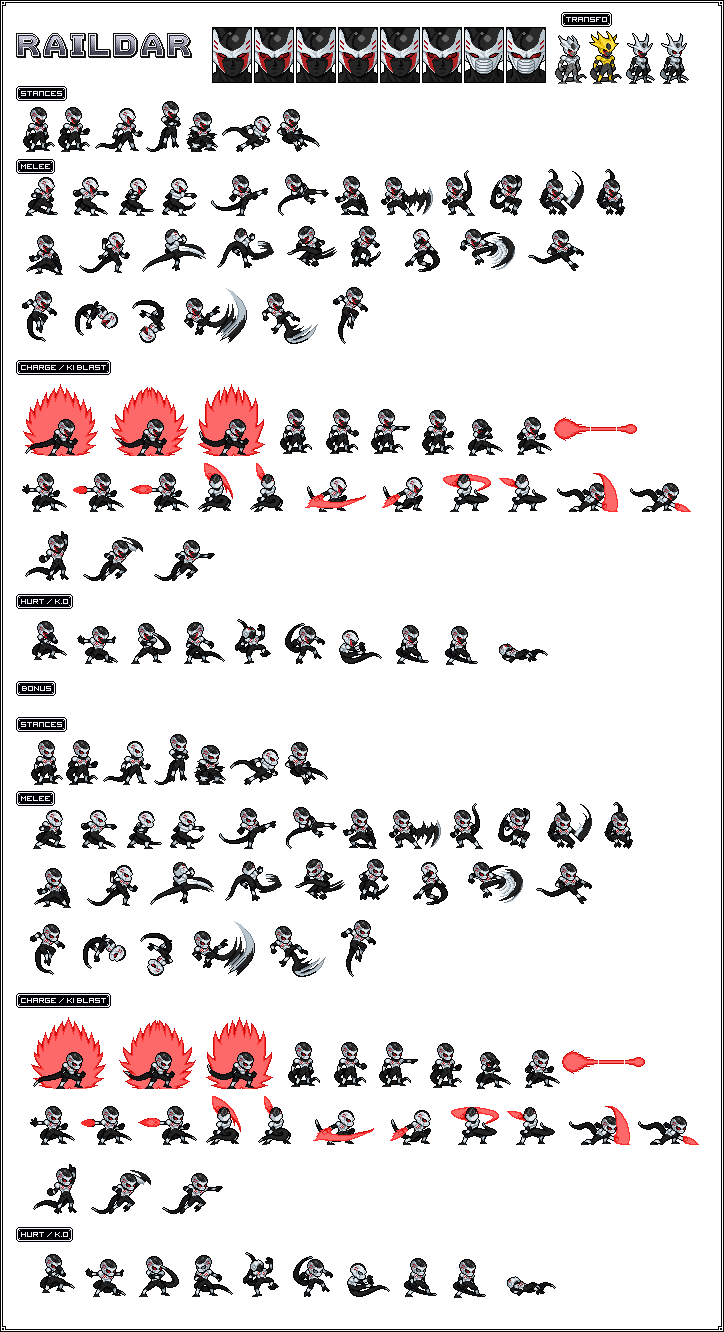 RAILDAR
TRANSFO
STANCES
MELEE
CHARGE / KI BLAST
HURT / K.O
BONUS
STANCES
MELEE
CHARGE / KI BLAST
HURT / K.O